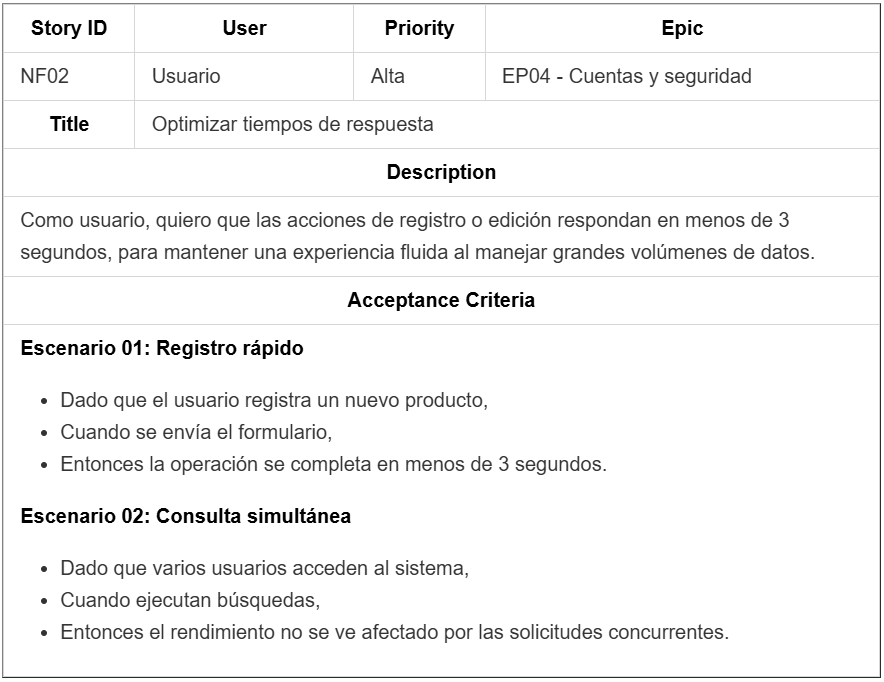 Story ID User Priority Epic
NF02 Usuario Alta EP04 - Cuentas y seguridad
Title Optimizar tiempos de respuesta
Description
Como usuario, quiero que las acciones de registro o edición respondan en menos de 3
segundos, para mantener una experiencia fluida al manejar grandes volúmenes de datos.
Acceptance Criteria
Escenario 01: Registro rápido
• Dado que el usuario registra un nuevo producto,
• Cuando se envía el formulario,
• Entonces la operación se completa en menos de 3 segundos.
Escenario 02: Consulta simultánea
• Dado que varios usuarios acceden al sistema,
• Cuando ejecutan búsquedas,
• Entonces el rendimiento no se ve afectado por las solicitudes concurrentes.